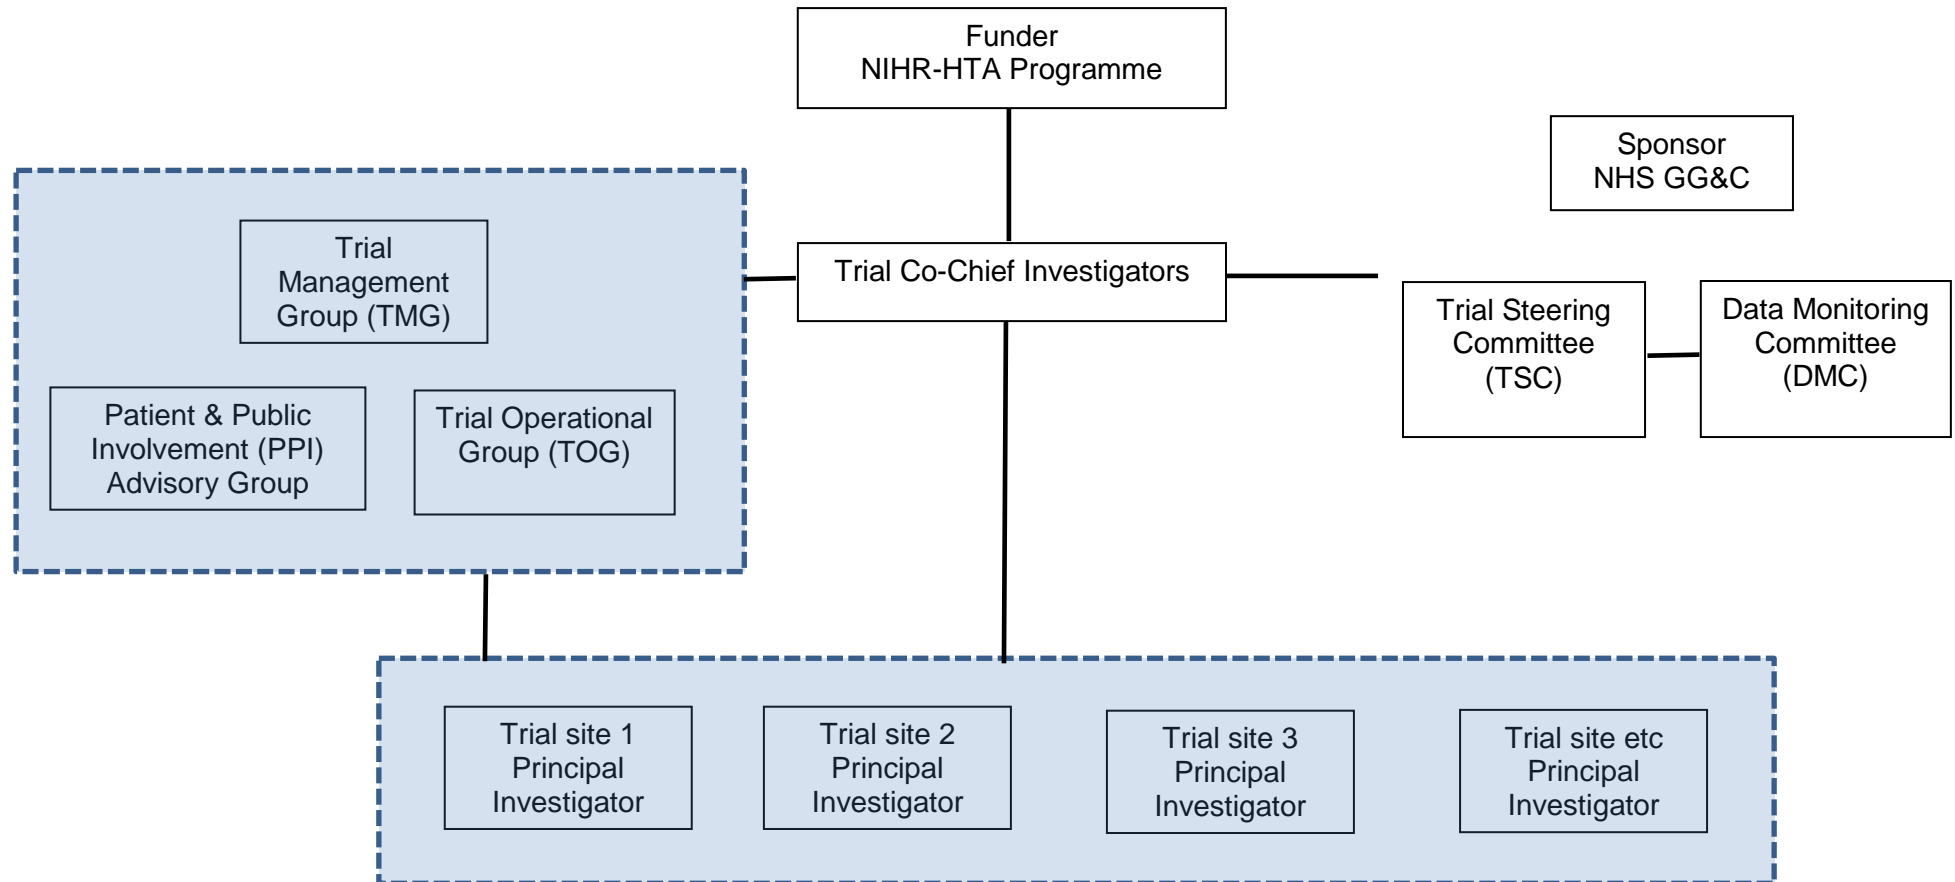 Funder
NIHR-HTA Programme
Sponsor
NHS GG&C
Trial
Management
Group (TMG)
Trial Co-Chief Investigators
Trial Steering
Committee
(TSC)
Data Monitoring
Committee
(DMC)
Patient & Public
Involvement (PPI)
Advisory Group
Trial Operational
Group (TOG)
Trial site 1
Principal
Investigator
Trial site 2
Principal
Investigator
Trial site 3
Principal
Investigator
Trial site etc
Principal
Investigator